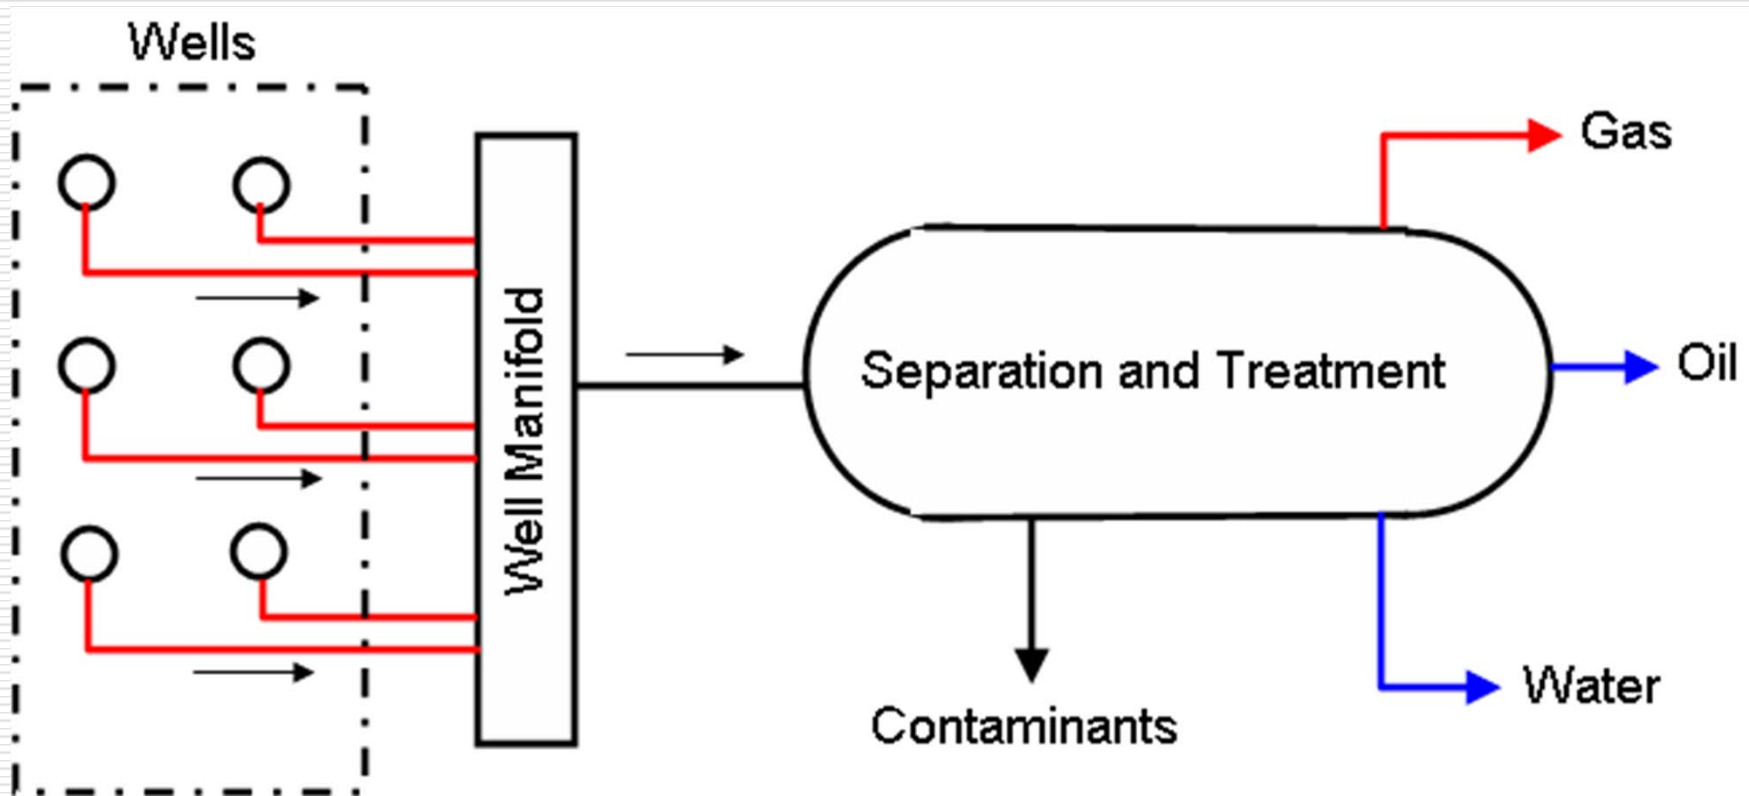 Wells
Well Manifold
Separation and Treatment
Gas
Oil
Water
Contaminants